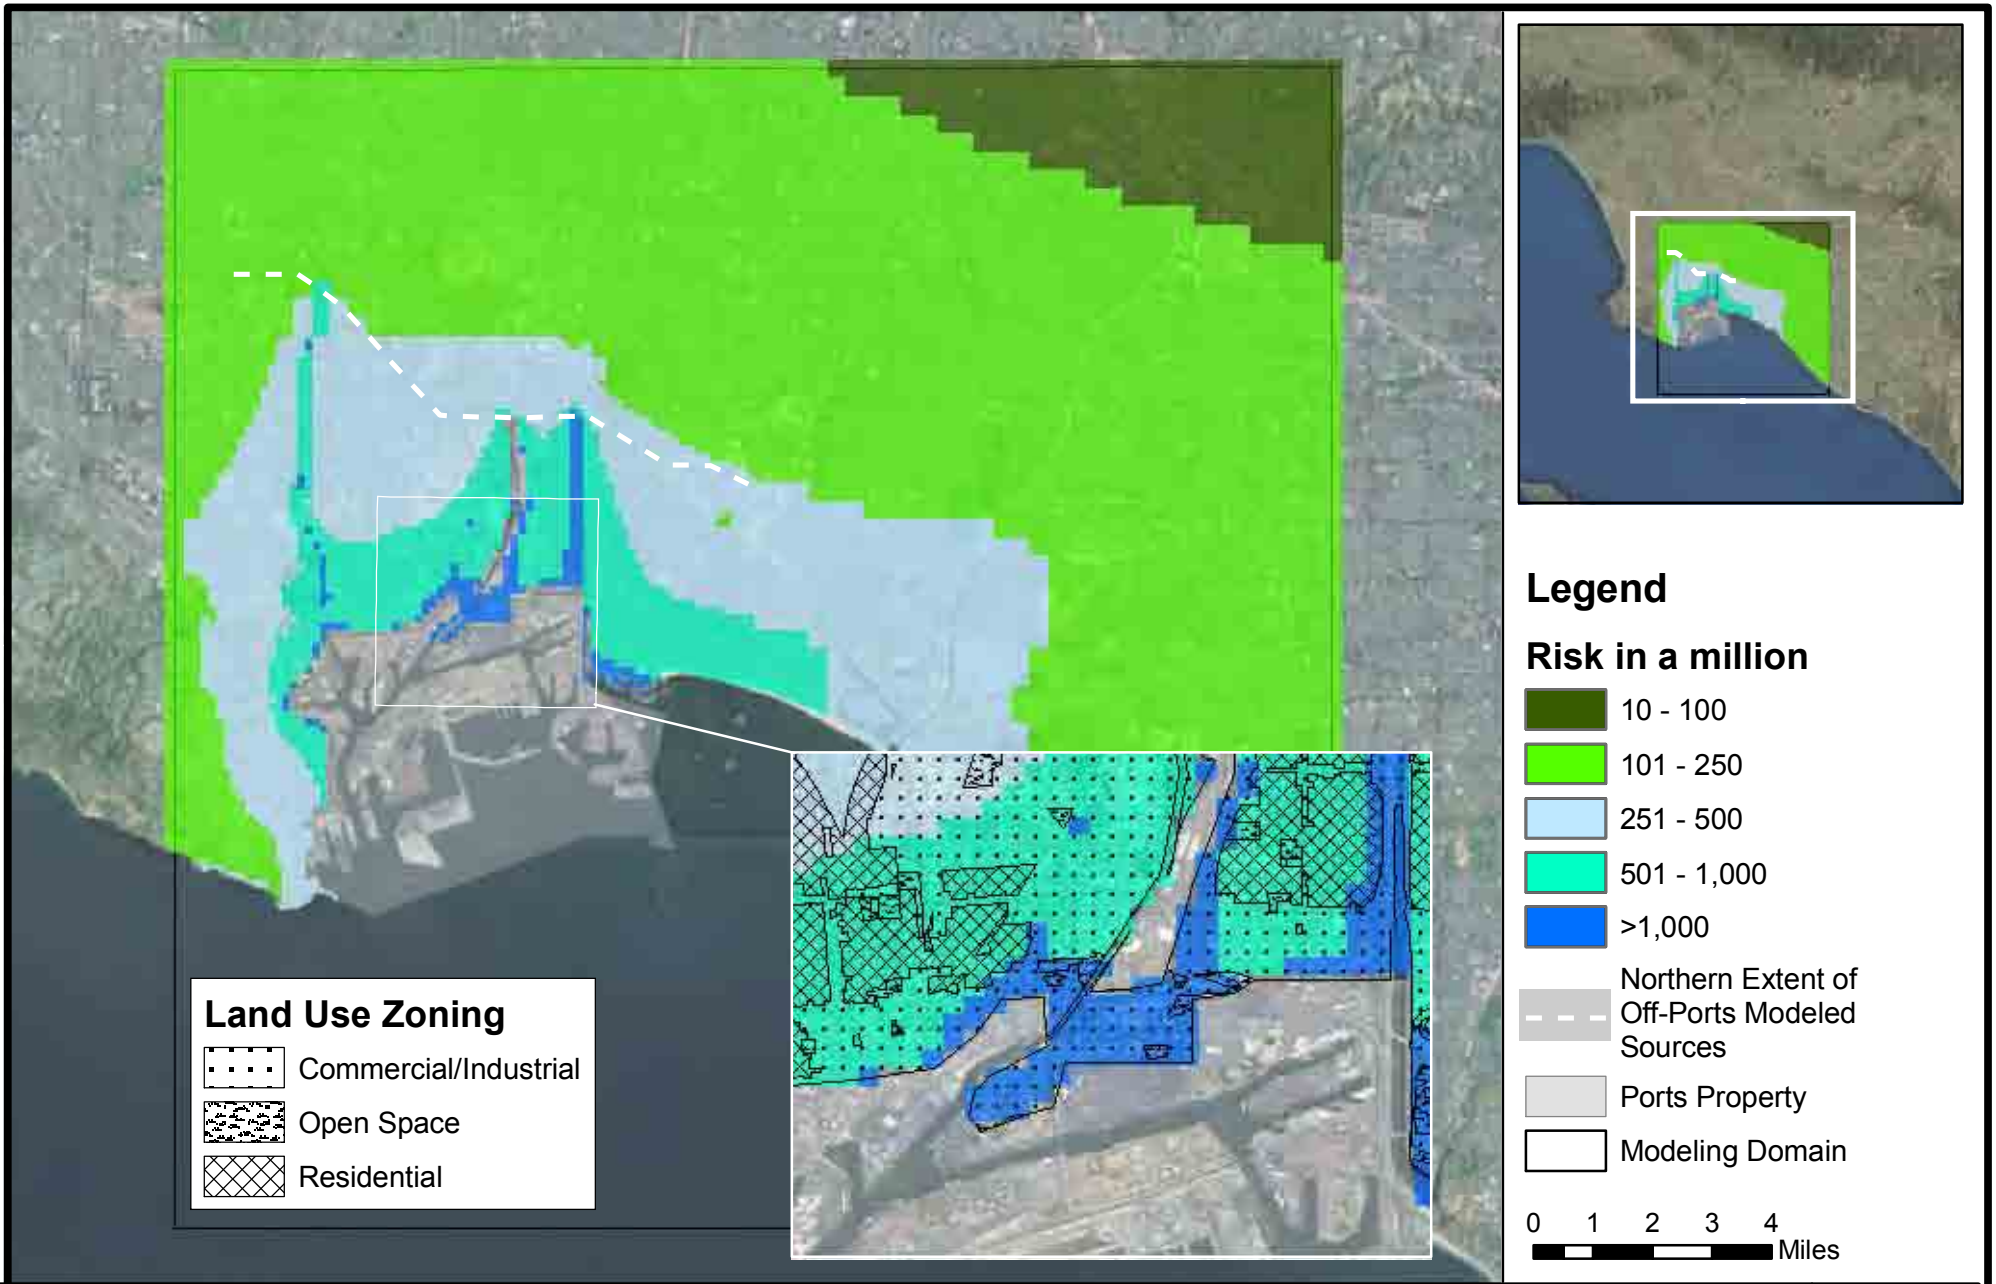 Legend
Risk in a million
10 - 100
101 - 250
251 - 500
501 - 1,000
>1,000
Northern Extent of
Off-Ports Modeled
Sources
Ports Property
Modeling Domain
0 1 2 3 4
Miles
Land Use Zoning
Commercial/Industrial
Open Space
Residential